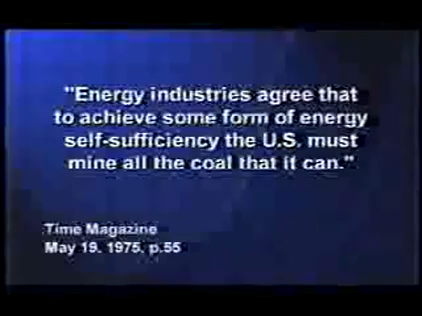 "Energy industries agree that
to achieve some form of energy
self-sufficiency the U.S. must
mine all the coal that it can."
Time Magazine
May 19, 1975, p.55